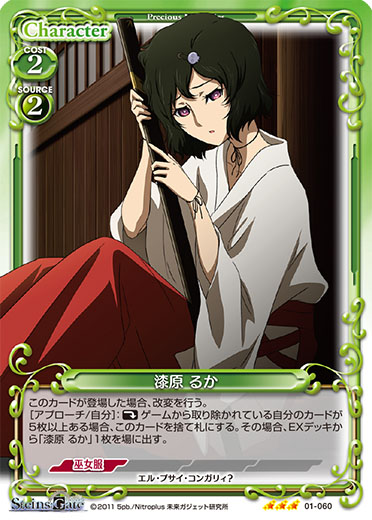 Precious Memories
Character
COST
2
SOURCE
2
漆原 るか
このカードが登場した場合、改変を行う。
[アプローチ/自分]: ゲームから取り除かれている自分のカードが
5枚以上ある場合、このカードを捨て札にする。その場合、EXデッキか
ら「漆原 るか」1枚を場に出す。
巫女服
エル・プサイ・コンガリィ?
Steins;Gate ©2011 5pb./Nitroplus 未来ガジェット研究所 01-060